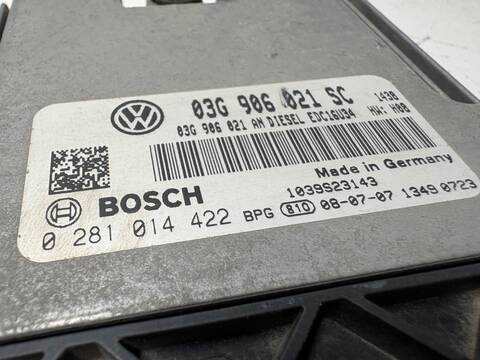 03G 906 021 SC 1438
03G 906 021 AM DIESEL EDC16U34 HW: H08
Made in Germany
1039S23143
BOSCH
0 281 014 422 BPG 810 08-07-07 1349 0723